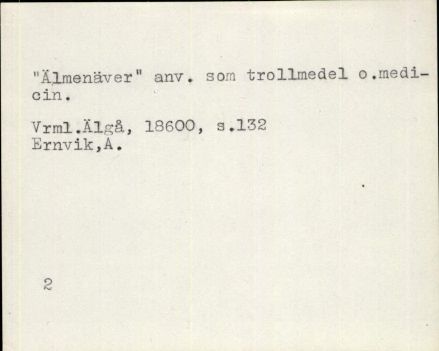 "Älmenäver" anv. som trollmedel o.medi-
cin.
Vrml.Älgå, 18600, s.132
Ernvik,A.
2